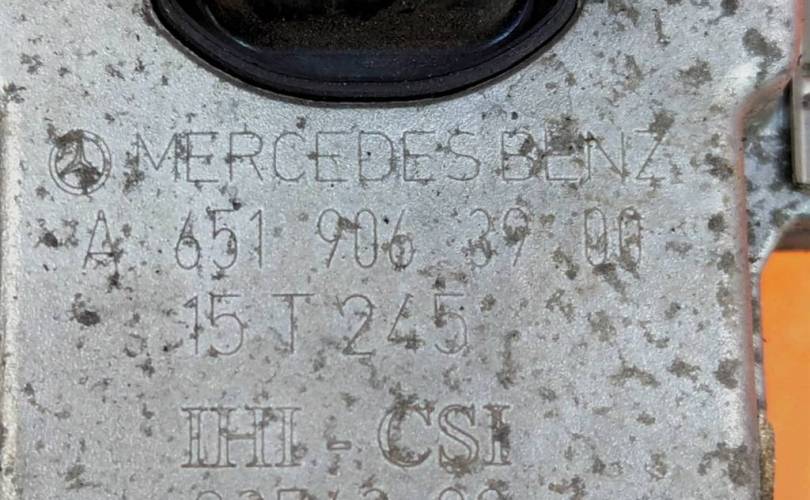 MERCEDES BENZ
A 651 906 39 00
15 T 245
IHI - CSI